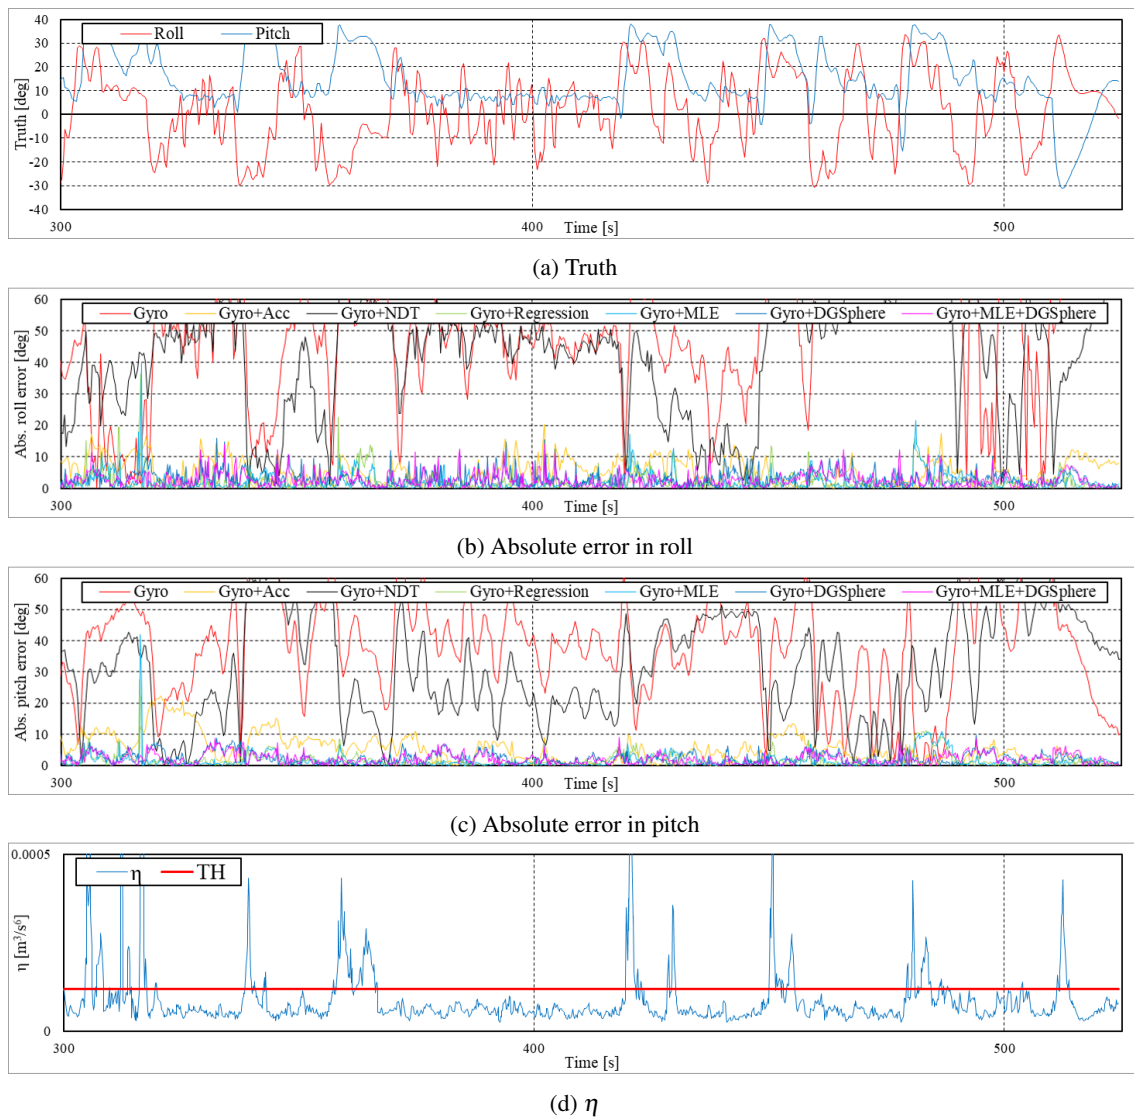 40
30
20
10
0
-10
-20
-30
-40
Truth [deg]
Roll
Pitch
300
400
500
Time [s]
(a) Truth
60
50
40
30
20
10
0
Abs. roll error [deg]
Gyro
Gyro+Acc
Gyro+NDT
Gyro+Regression
Gyro+MLE
Gyro+DGSphere
Gyro+MLE+DGSphere
300
400
500
Time [s]
(b) Absolute error in roll
60
50
40
30
20
10
0
Abs. pitch error [deg]
Gyro
Gyro+Acc
Gyro+NDT
Gyro+Regression
Gyro+MLE
Gyro+DGSphere
Gyro+MLE+DGSphere
300
400
500
Time [s]
(c) Absolute error in pitch
0.0005
0
η [m³/s⁶]
η
TH
300
400
500
Time [s]
(d) η